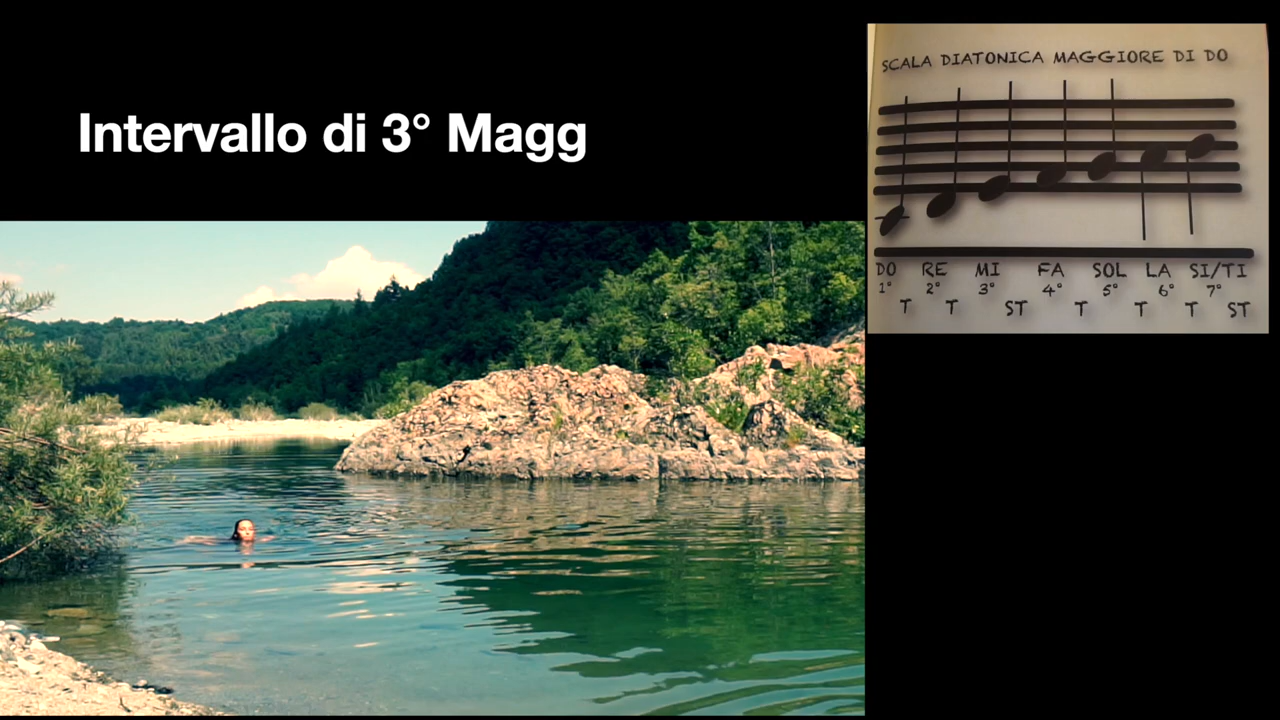 Intervallo di 3° Magg
SCALA DIATONICA MAGGIORE DI DO
DO RE MI FA SOL LA SI/TI
1° 2° 3° 4° 5° 6° 7°
T T ST T T T ST